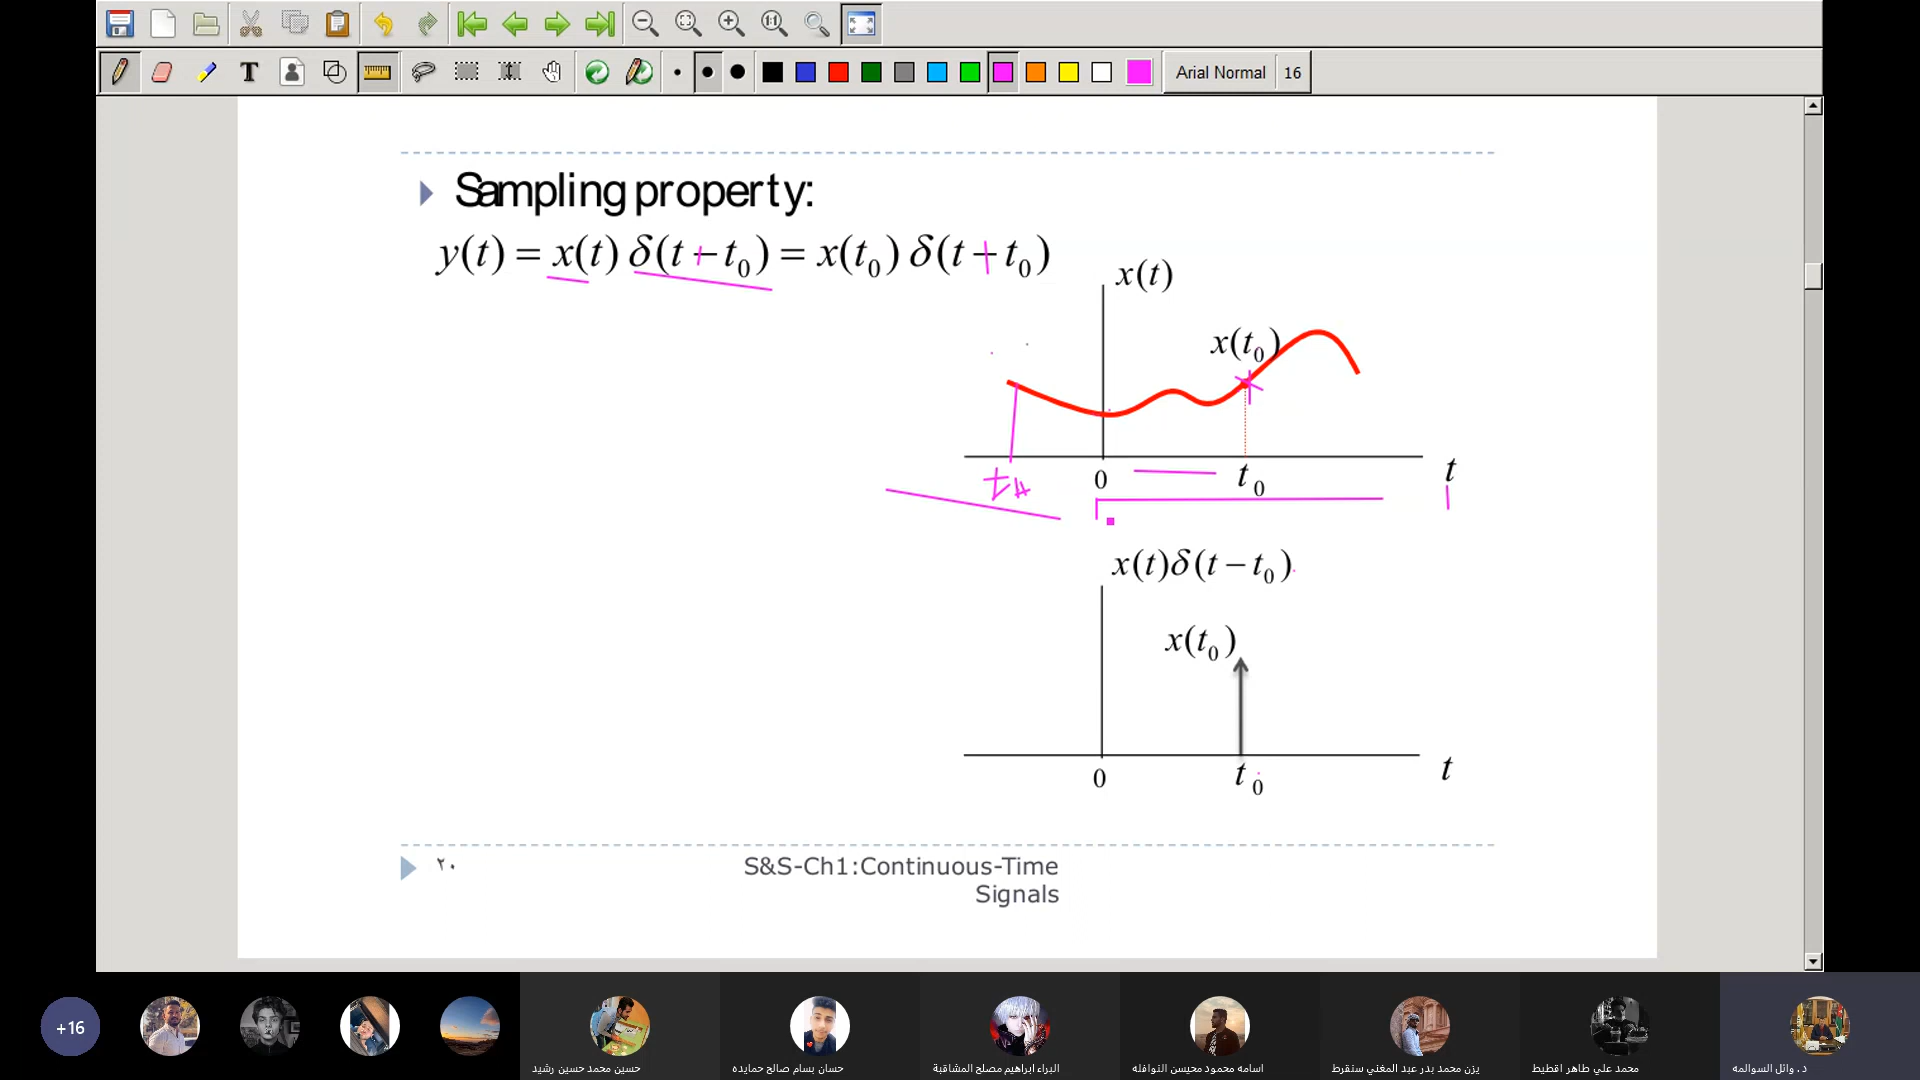 Arial Normal 16
Sampling property:
y(t) = x(t) δ(t + t₀) = x(t₀) δ(t + t₀)
x(t)
x(t₀)
0
t₀
t
x(t)δ(t − t₀)
x(t₀)
0
t₀
t
٢٠
S&S-Ch1:Continuous-Time
Signals
+16
حسين محمد حسين رشيد
حسان بسام صالح حمايده
البراء ابراهيم مصلح المشاقبة
اسامه محمود محيسن النوافله
يزن محمد بدر عبد المغني سنقرط
محمد علي طاهر اقطيط
د . وائل السوالمه